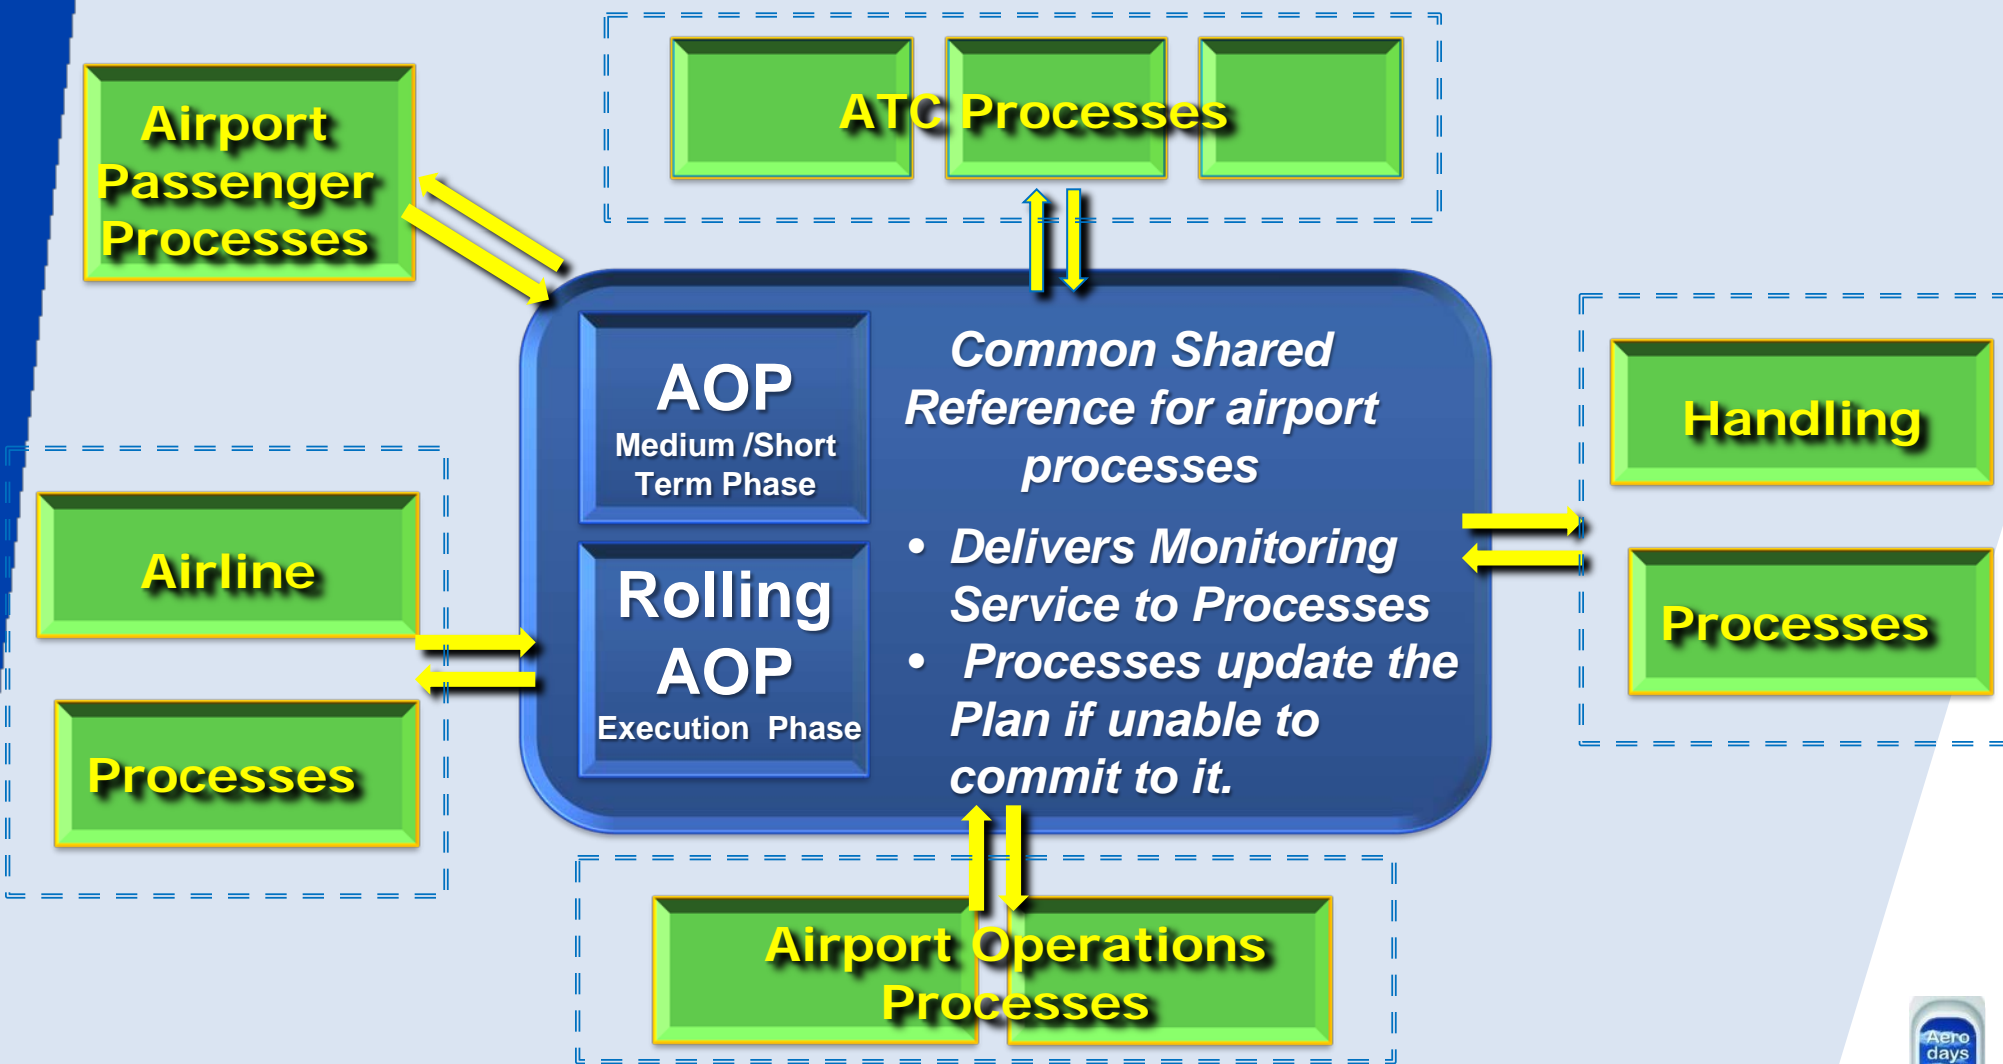 Airport
Passenger
Processes
ATC Processes
AOP
Medium /Short
Term Phase
Rolling
AOP
Execution Phase
Common Shared
Reference for airport
processes
• Delivers Monitoring
Service to Processes
• Processes update the
Plan if unable to
commit to it.
Handling
Processes
Airline
Processes
Airport Operations
Processes
Aero
days